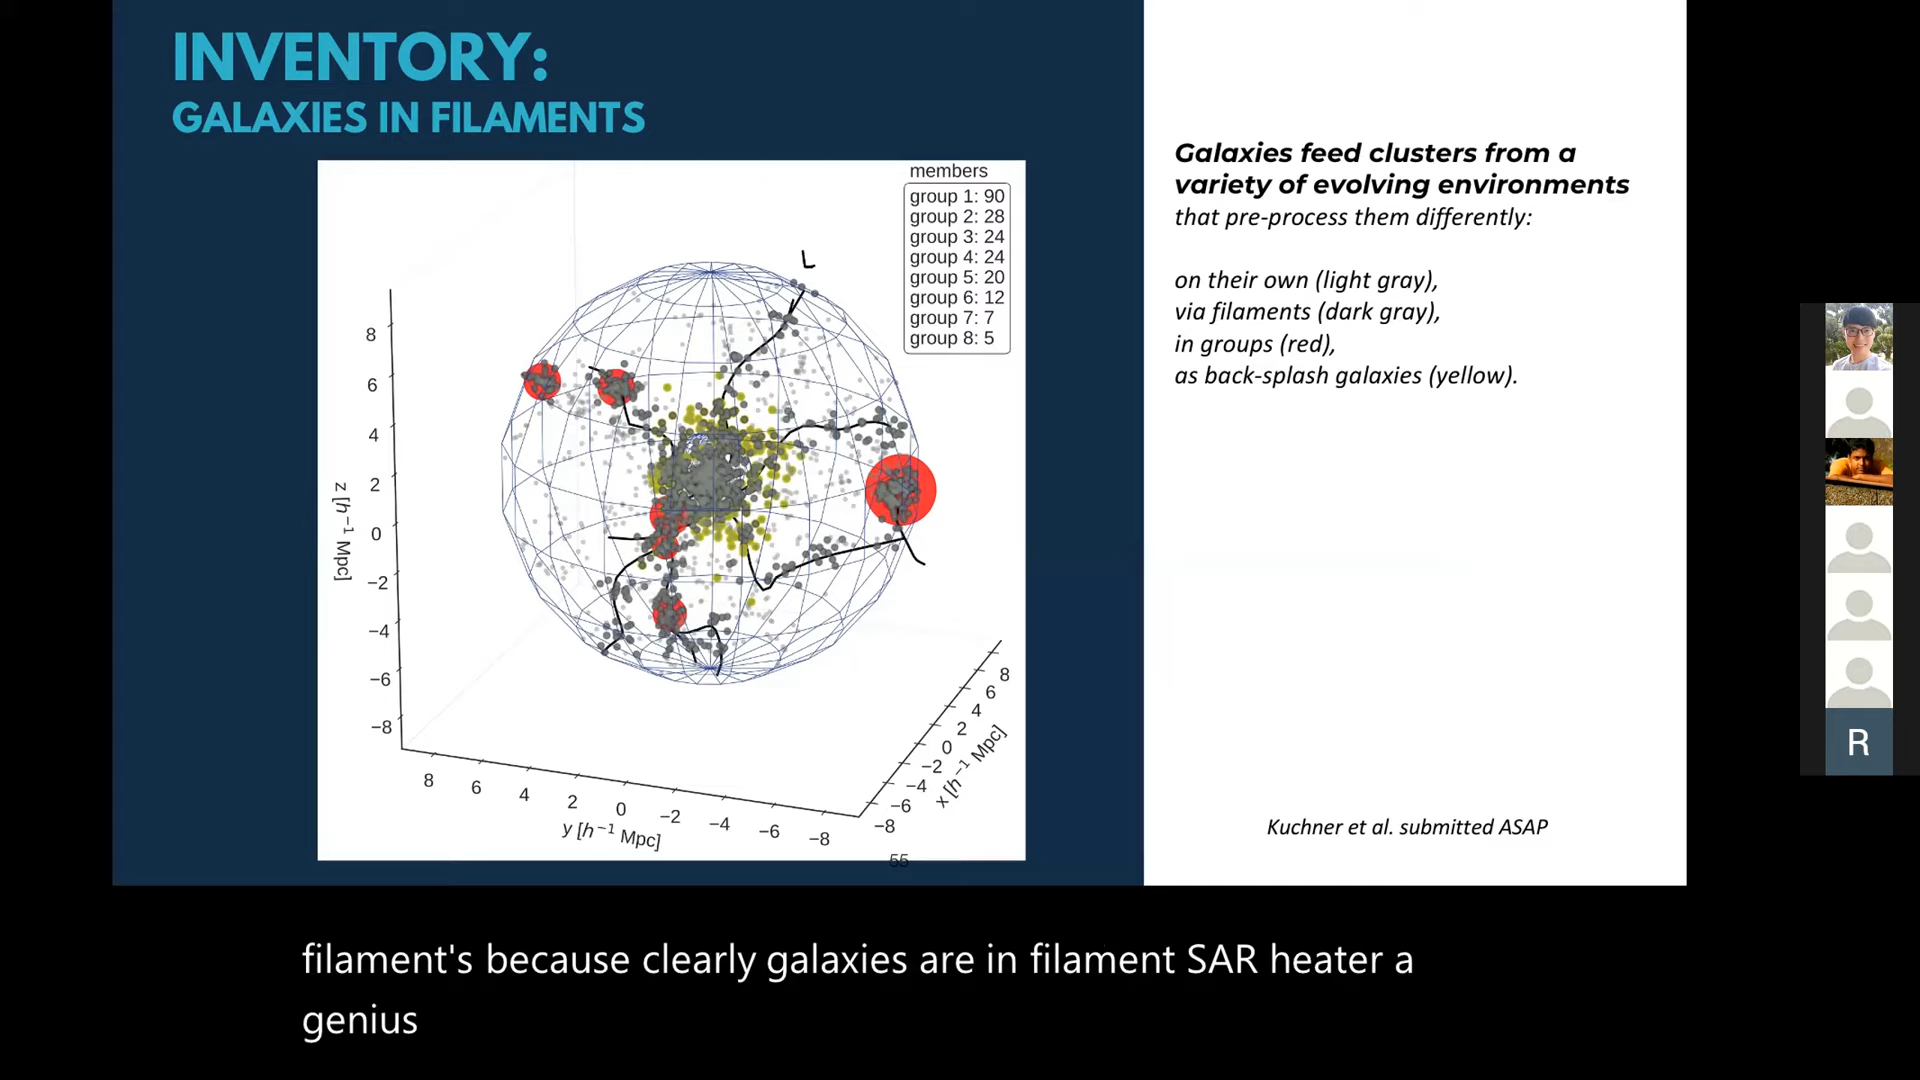 INVENTORY:
GALAXIES IN FILAMENTS
members
group 1: 90
group 2: 28
group 3: 24
group 4: 24
group 5: 20
group 6: 12
group 7: 7
group 8: 5
8
6
4
2
0
−2
−4
−6
−8
z [h⁻¹ Mpc]
8
6
4
2
0
−2
−4
−6
−8
y [h⁻¹ Mpc]
8
6
4
2
0
−2
−4
−6
−8
x [h⁻¹ Mpc]
55
Galaxies feed clusters from a
variety of evolving environments
that pre-process them differently:
on their own (light gray),
via filaments (dark gray),
in groups (red),
as back-splash galaxies (yellow).
Kuchner et al. submitted ASAP
R
filament's because clearly galaxies are in filament SAR heater a
genius